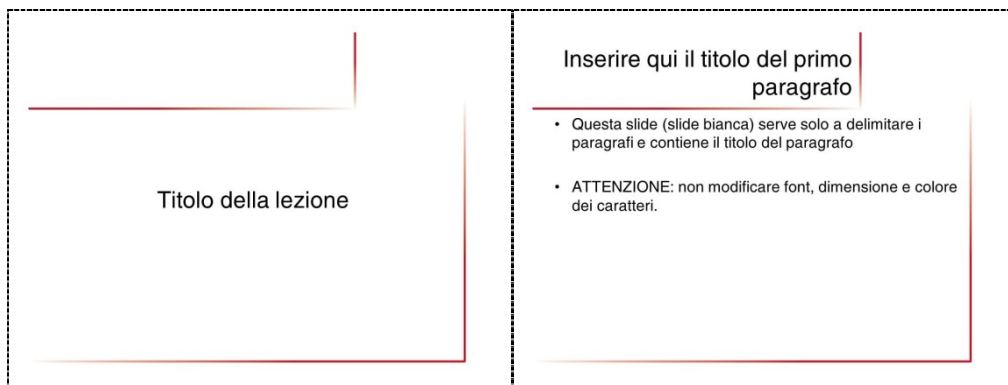 Titolo della lezione
Inserire qui il titolo del primo
paragrafo
• Questa slide (slide bianca) serve solo a delimitare i
paragrafi e contiene il titolo del paragrafo
• ATTENZIONE: non modificare font, dimensione e colore
dei caratteri.